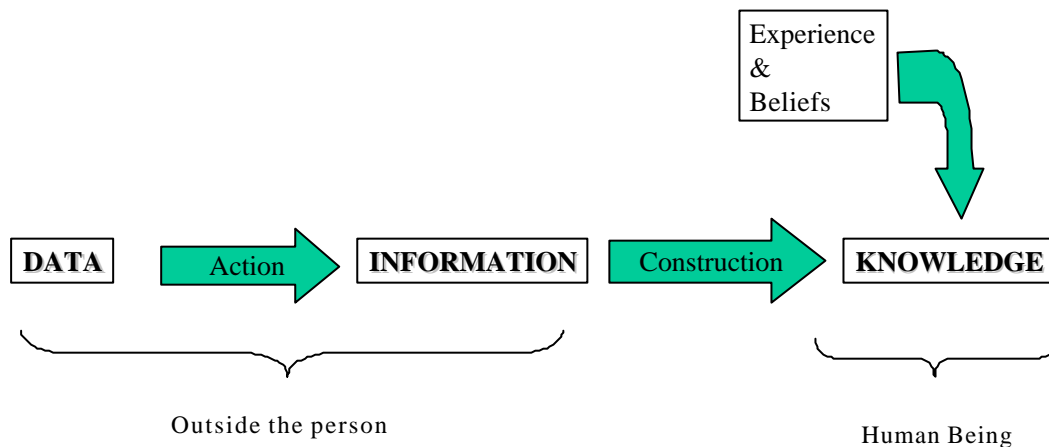 Experience
&
Beliefs
DATA
Action
INFORMATION
Construction
KNOWLEDGE
Outside the person
Human Being